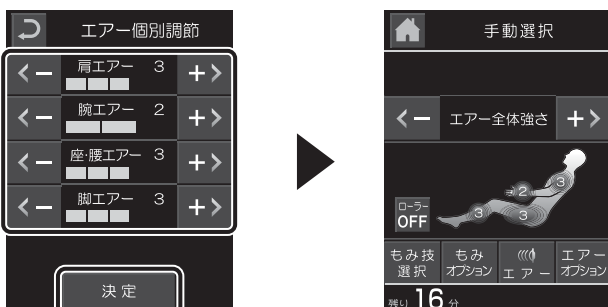 エアー個別調節
肩エアー 3
腕エアー 2
座・腰エアー 3
脚エアー 3
決定
手動選択
エアー全体強さ
3
2
3
3
ローラー
OFF
もみ技
選択
もみ
オプション
エアー
エアー
オプション
残り 16 分